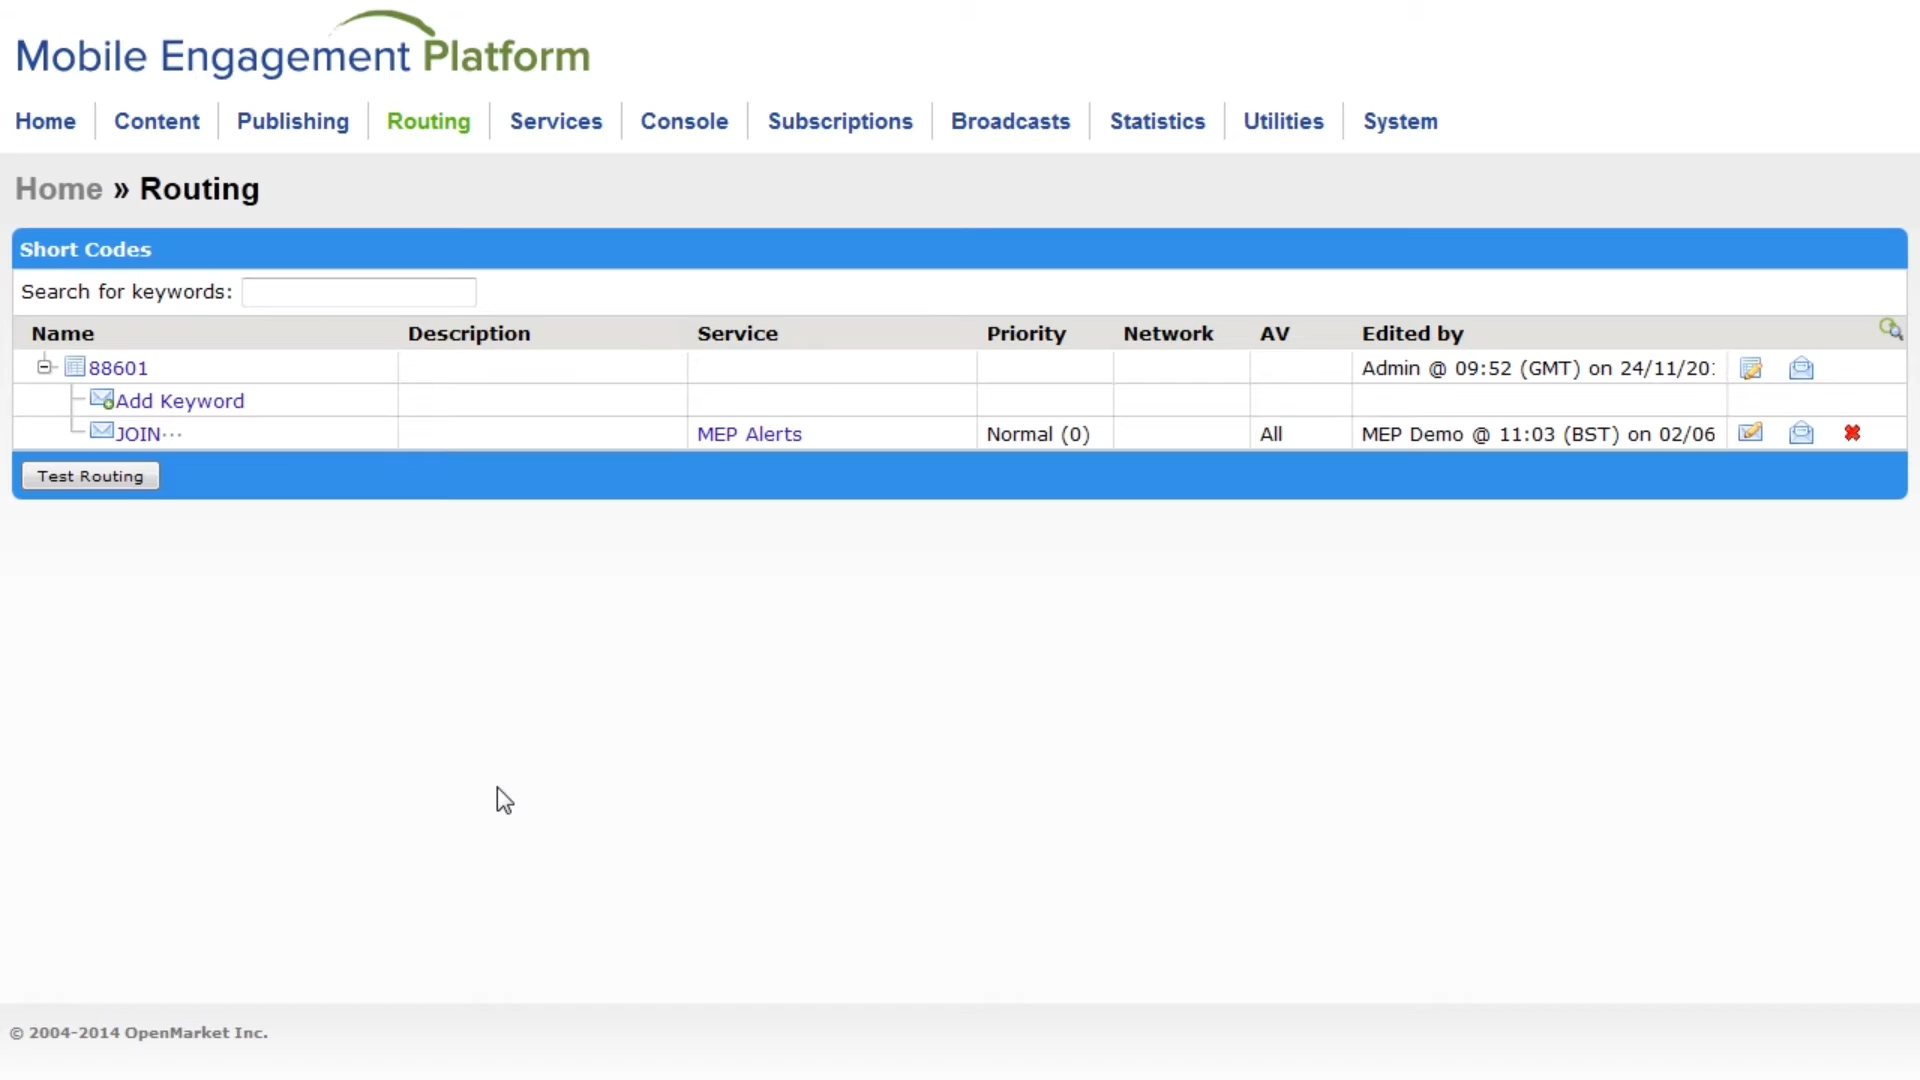 Mobile Engagement Platform
Home Content Publishing Routing Services Console Subscriptions Broadcasts Statistics Utilities System
Home » Routing
Short Codes
Search for keywords:
Name Description Service Priority Network AV Edited by
88601 Admin @ 09:52 (GMT) on 24/11/20
Add Keyword
JOIN··· MEP Alerts Normal (0) All MEP Demo @ 11:03 (BST) on 02/06
Test Routing
© 2004-2014 OpenMarket Inc.